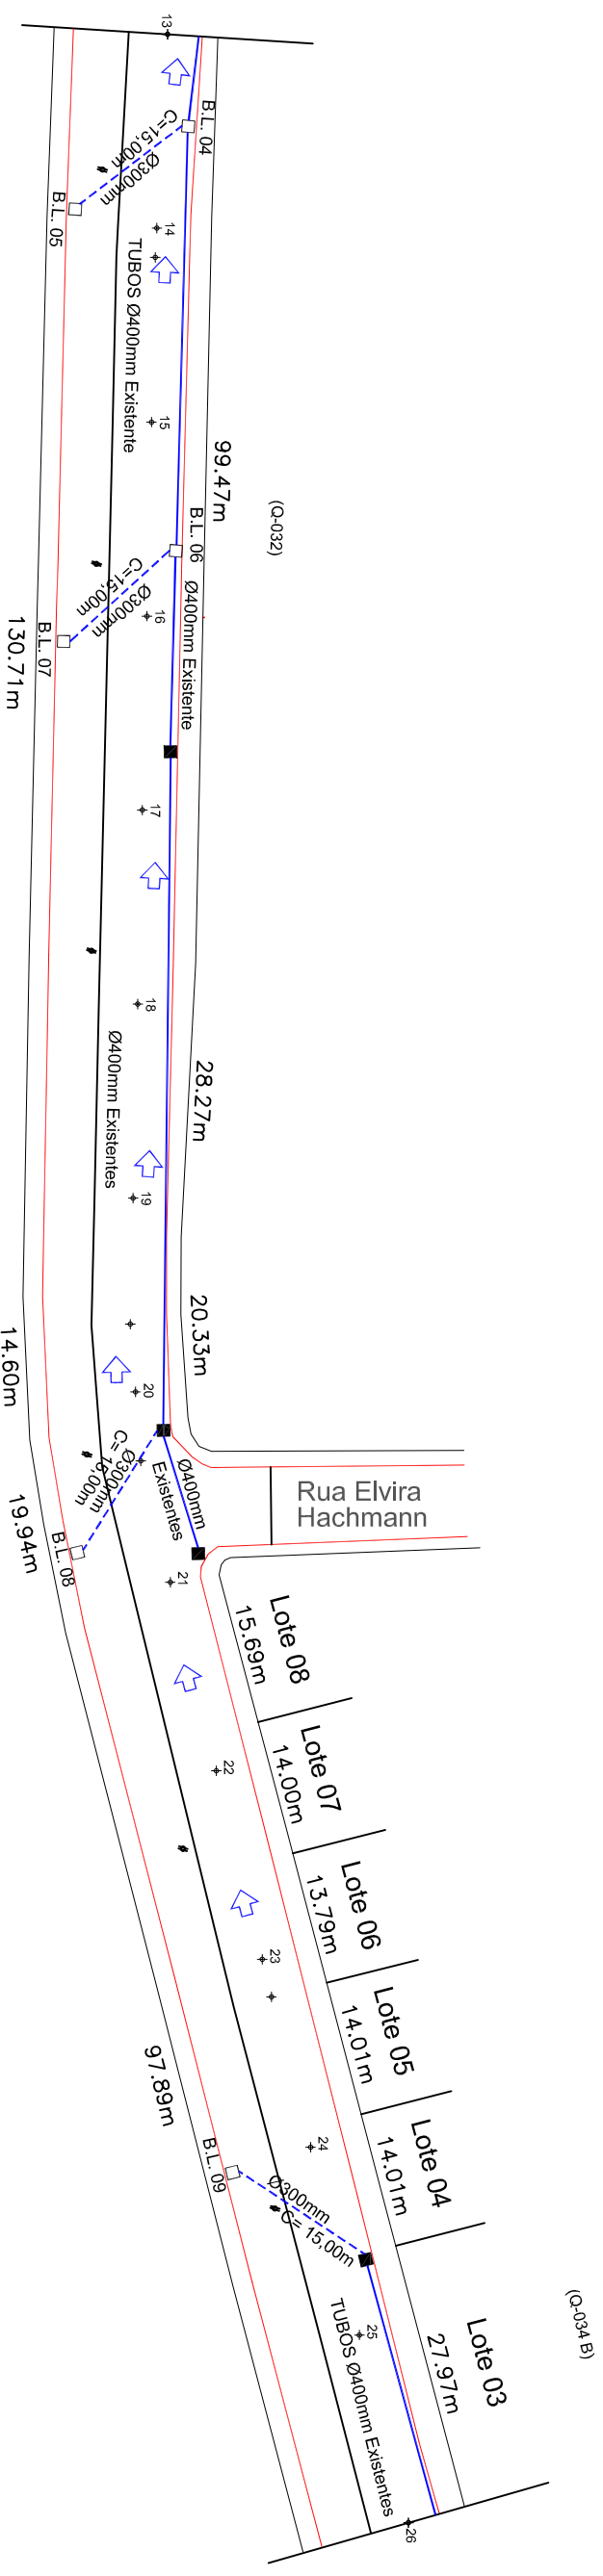 13
B.L. 04
C=15,00m
Ø300mm
B.L. 05
14
TUBOS Ø400mm Existente
15
99.47m
(Q-032)
B.L. 06
Ø400mm Existente
C=15,00m
Ø300mm
16
B.L. 07
130.71m
17
18
28.27m
Ø400mm Existentes
19
20.33m
14.60m
20
Ø300mm
C= 15,00m
Ø400mm
Existentes
Rua Elvira
Hachmann
19.94m
B.L. 08
21
Lote 08
15.69m
Lote 07
14.00m
22
Lote 06
13.79m
23
Lote 05
14.01m
97.89m
Lote 04
14.01m
24
B.L. 09
Ø300mm
C= 15,00m
(Q-034 B)
Lote 03
27.97m
25
TUBOS Ø400mm Existentes
26